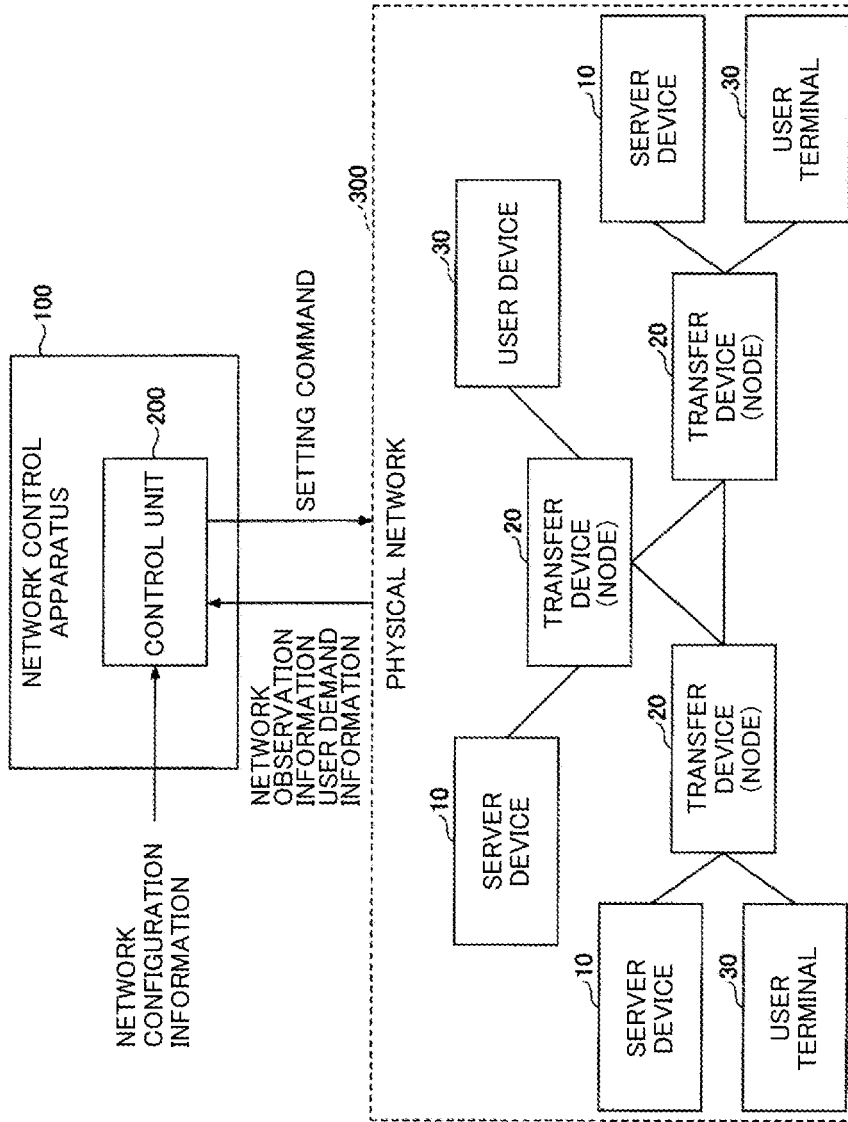 100
NETWORK CONTROL
APPARATUS
200
CONTROL UNIT
NETWORK
CONFIGURATION
INFORMATION
NETWORK
OBSERVATION
INFORMATION
USER DEMAND
INFORMATION
SETTING COMMAND
300
PHYSICAL NETWORK
10
SERVER
DEVICE
20
TRANSFER
DEVICE
(NODE)
30
USER DEVICE
10
SERVER
DEVICE
30
USER
TERMINAL
20
TRANSFER
DEVICE
(NODE)
20
TRANSFER
DEVICE
(NODE)
10
SERVER
DEVICE
30
USER
TERMINAL